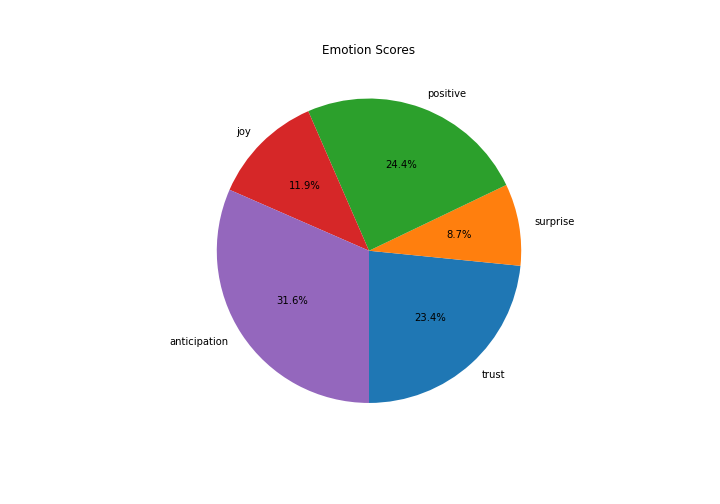 Emotion Scores
positive
joy
24.4%
11.9%
surprise
8.7%
31.6%
23.4%
anticipation
trust